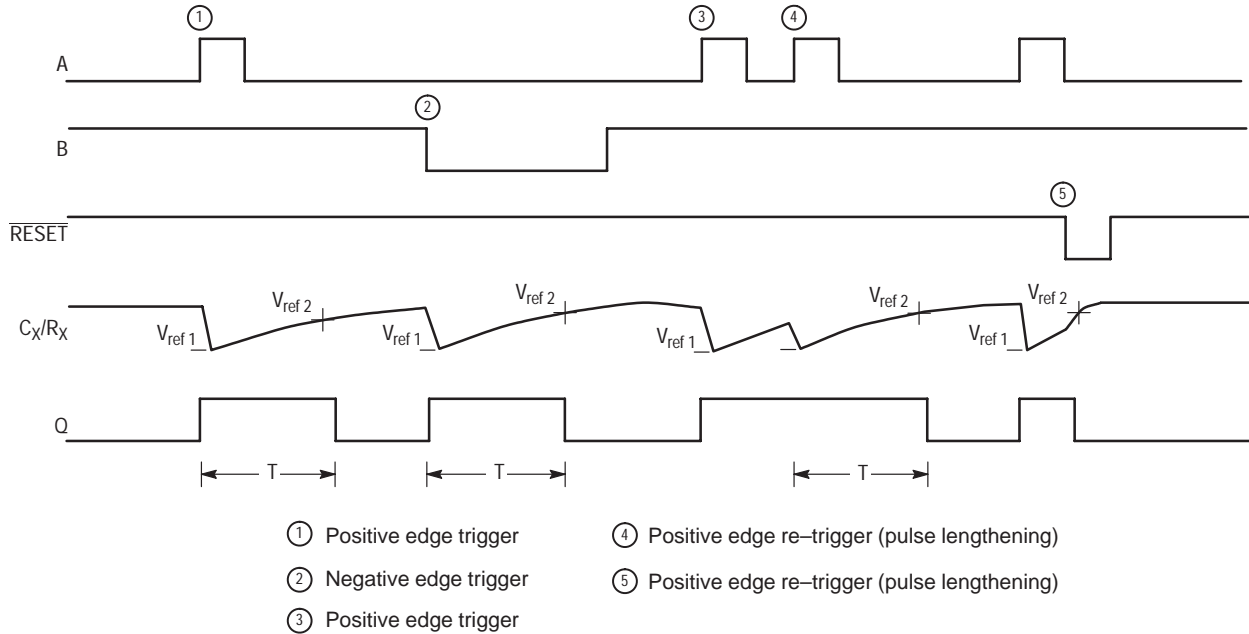 1
3
4
A
2
B
5
RESET
CX/RX
Vref 1
Vref 2
Vref 1
Vref 2
Vref 1
Vref 2
Vref 1
Vref 2
Q
T
T
T
1 Positive edge trigger
2 Negative edge trigger
3 Positive edge trigger
4 Positive edge re–trigger (pulse lengthening)
5 Positive edge re–trigger (pulse lengthening)